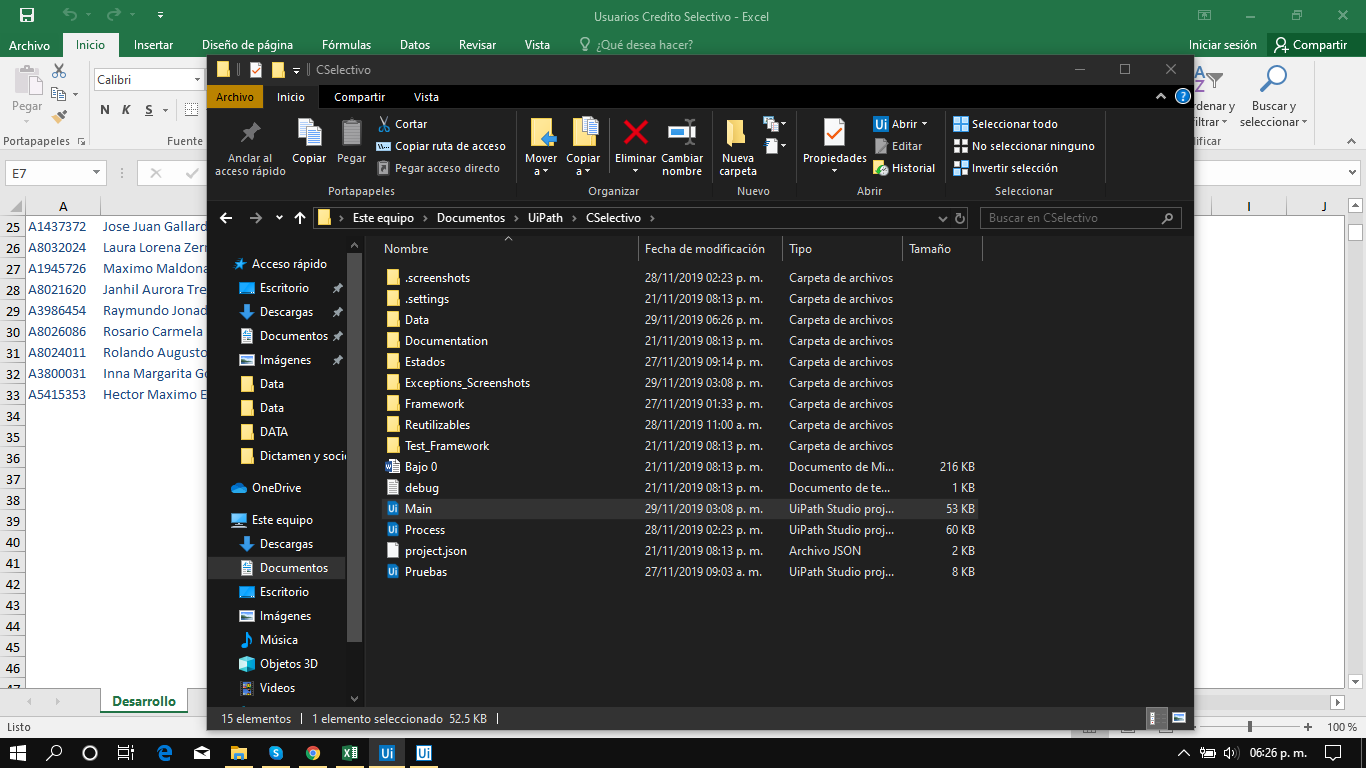 Usuarios Credito Selectivo - Excel
Archivo Inicio Insertar Diseño de página Fórmulas Datos Revisar Vista ¿Qué desea hacer? Iniciar sesión Compartir
Pegar
Calibri
N K S
Portapapeles Fuente
Buscar y
seleccionar
E7
A I J
25 A1437372 Jose Juan Gallard
26 A8032024 Laura Lorena
27 A1945726 Maximo Maldona
28 A8021620 Janhil Aurora Tre
29 A3986454 Raymundo Jonad
30 A8026086 Rosario Carmela
31 A8024011 Rolando Augusto
32 A3800031 Inna Margarita
33 A5415353 Hector Maximo E
34
35
36
37
38
39
40
41
42
43
44
45
46
Desarrollo
Listo
100 %
CSelectivo
Archivo Inicio Compartir Vista
Anclar al
acceso rápido
Copiar
Pegar
Cortar
Copiar ruta de acceso
Pegar acceso directo
Portapapeles
Mover
a
Copiar
a
Eliminar
Cambiar
nombre
Organizar
Nueva
carpeta
Nuevo
Propiedades
Abrir
Editar
Historial
Abrir
Seleccionar todo
No seleccionar ninguno
Invertir selección
Seleccionar
Este equipo Documentos UiPath CSelectivo
Buscar en CSelectivo
Acceso rápido
Escritorio
Descargas
Documentos
Imágenes
Data
Data
DATA
Dictamen y socie
OneDrive
Este equipo
Descargas
Documentos
Escritorio
Imágenes
Música
Objetos 3D
Videos
Nombre Fecha de modificación Tipo Tamaño
.screenshots 28/11/2019 02:23 p. m. Carpeta de archivos
.settings 21/11/2019 08:13 p. m. Carpeta de archivos
Data 29/11/2019 06:26 p. m. Carpeta de archivos
Documentation 21/11/2019 08:13 p. m. Carpeta de archivos
Estados 27/11/2019 09:14 p. m. Carpeta de archivos
Exceptions_Screenshots 29/11/2019 03:08 p. m. Carpeta de archivos
Framework 27/11/2019 01:33 p. m. Carpeta de archivos
Reutilizables 28/11/2019 11:00 a. m. Carpeta de archivos
Test_Framework 21/11/2019 08:13 p. m. Carpeta de archivos
Bajo 0 21/11/2019 08:13 p. m. Documento de Mi... 216 KB
debug 21/11/2019 08:13 p. m. Documento de te... 1 KB
Main 29/11/2019 03:08 p. m. UiPath Studio proj... 53 KB
Process 28/11/2019 02:23 p. m. UiPath Studio proj... 60 KB
project.json 21/11/2019 08:13 p. m. Archivo JSON 2 KB
Pruebas 27/11/2019 09:03 a. m. UiPath Studio proj... 8 KB
15 elementos 1 elemento seleccionado 52.5 KB
06:26 p. m.